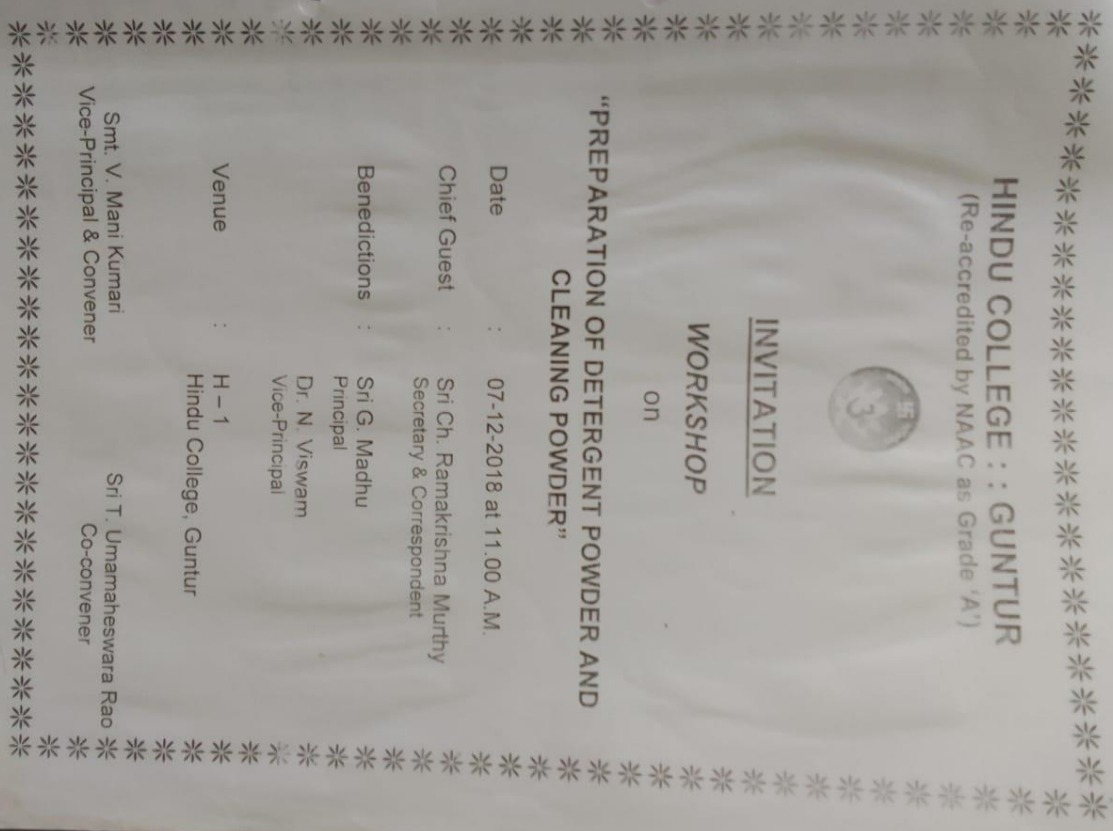 HINDU COLLEGE : : GUNTUR
(Re-accredited by NAAC as Grade 'A')
INVITATION
WORKSHOP
on
"PREPARATION OF DETERGENT POWDER AND
CLEANING POWDER"
Date : 07-12-2018 at 11.00 A.M.
Chief Guest : Sri Ch. Ramakrishna Murthy
Secretary & Correspondent
Benedictions : Sri G. Madhu
Principal
Dr. N. Viswam
Vice-Principal
Venue : H – 1
Hindu College, Guntur
Smt. V. Mani Kumari Sri T. Umamaheswara Rao
Vice-Principal & Convener Co-convener